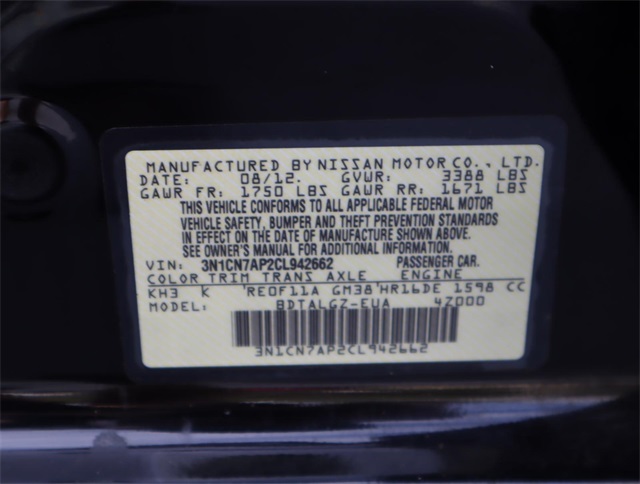 MANUFACTURED BY NISSAN MOTOR CO., LTD.
DATE: 08/12. GVWR: 3388 LBS
GAWR FR: 1750 LBS GAWR RR: 1671 LBS
THIS VEHICLE CONFORMS TO ALL APPLICABLE FEDERAL MOTOR
VEHICLE SAFETY, BUMPER AND THEFT PREVENTION STANDARDS
IN EFFECT ON THE DATE OF MANUFACTURE SHOWN ABOVE.
SEE OWNER'S MANUAL FOR ADDITIONAL INFORMATION.
VIN: 3N1CN7AP2CL942662 PASSENGER CAR.
COLOR TRIM TRANS AXLE ENGINE
KH3 K RE0F11A GM38 HR16DE 1598 CC
MODEL: BDTALGZ-EUA 4Z000
3N1CN7AP2CL942662